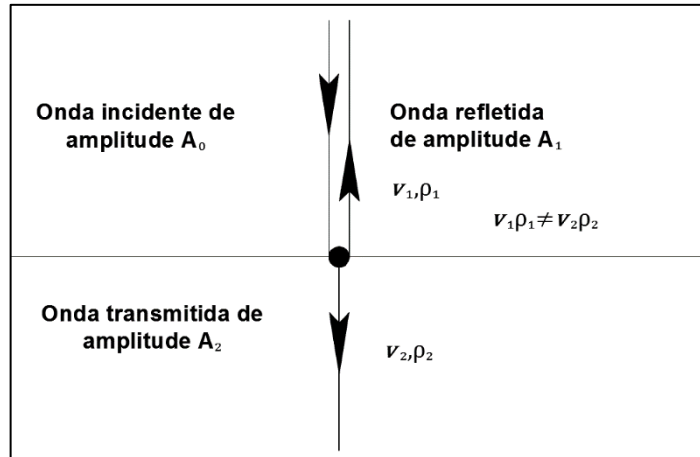 Onda incidente de
amplitude A₀
Onda refletida
de amplitude A₁
v₁,ρ₁
v₁ρ₁≠v₂ρ₂
Onda transmitida de
amplitude A₂
v₂,ρ₂